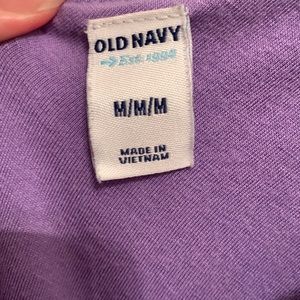 OLD NAVY
Est. 1994
M/M/M
MADE IN
VIETNAM